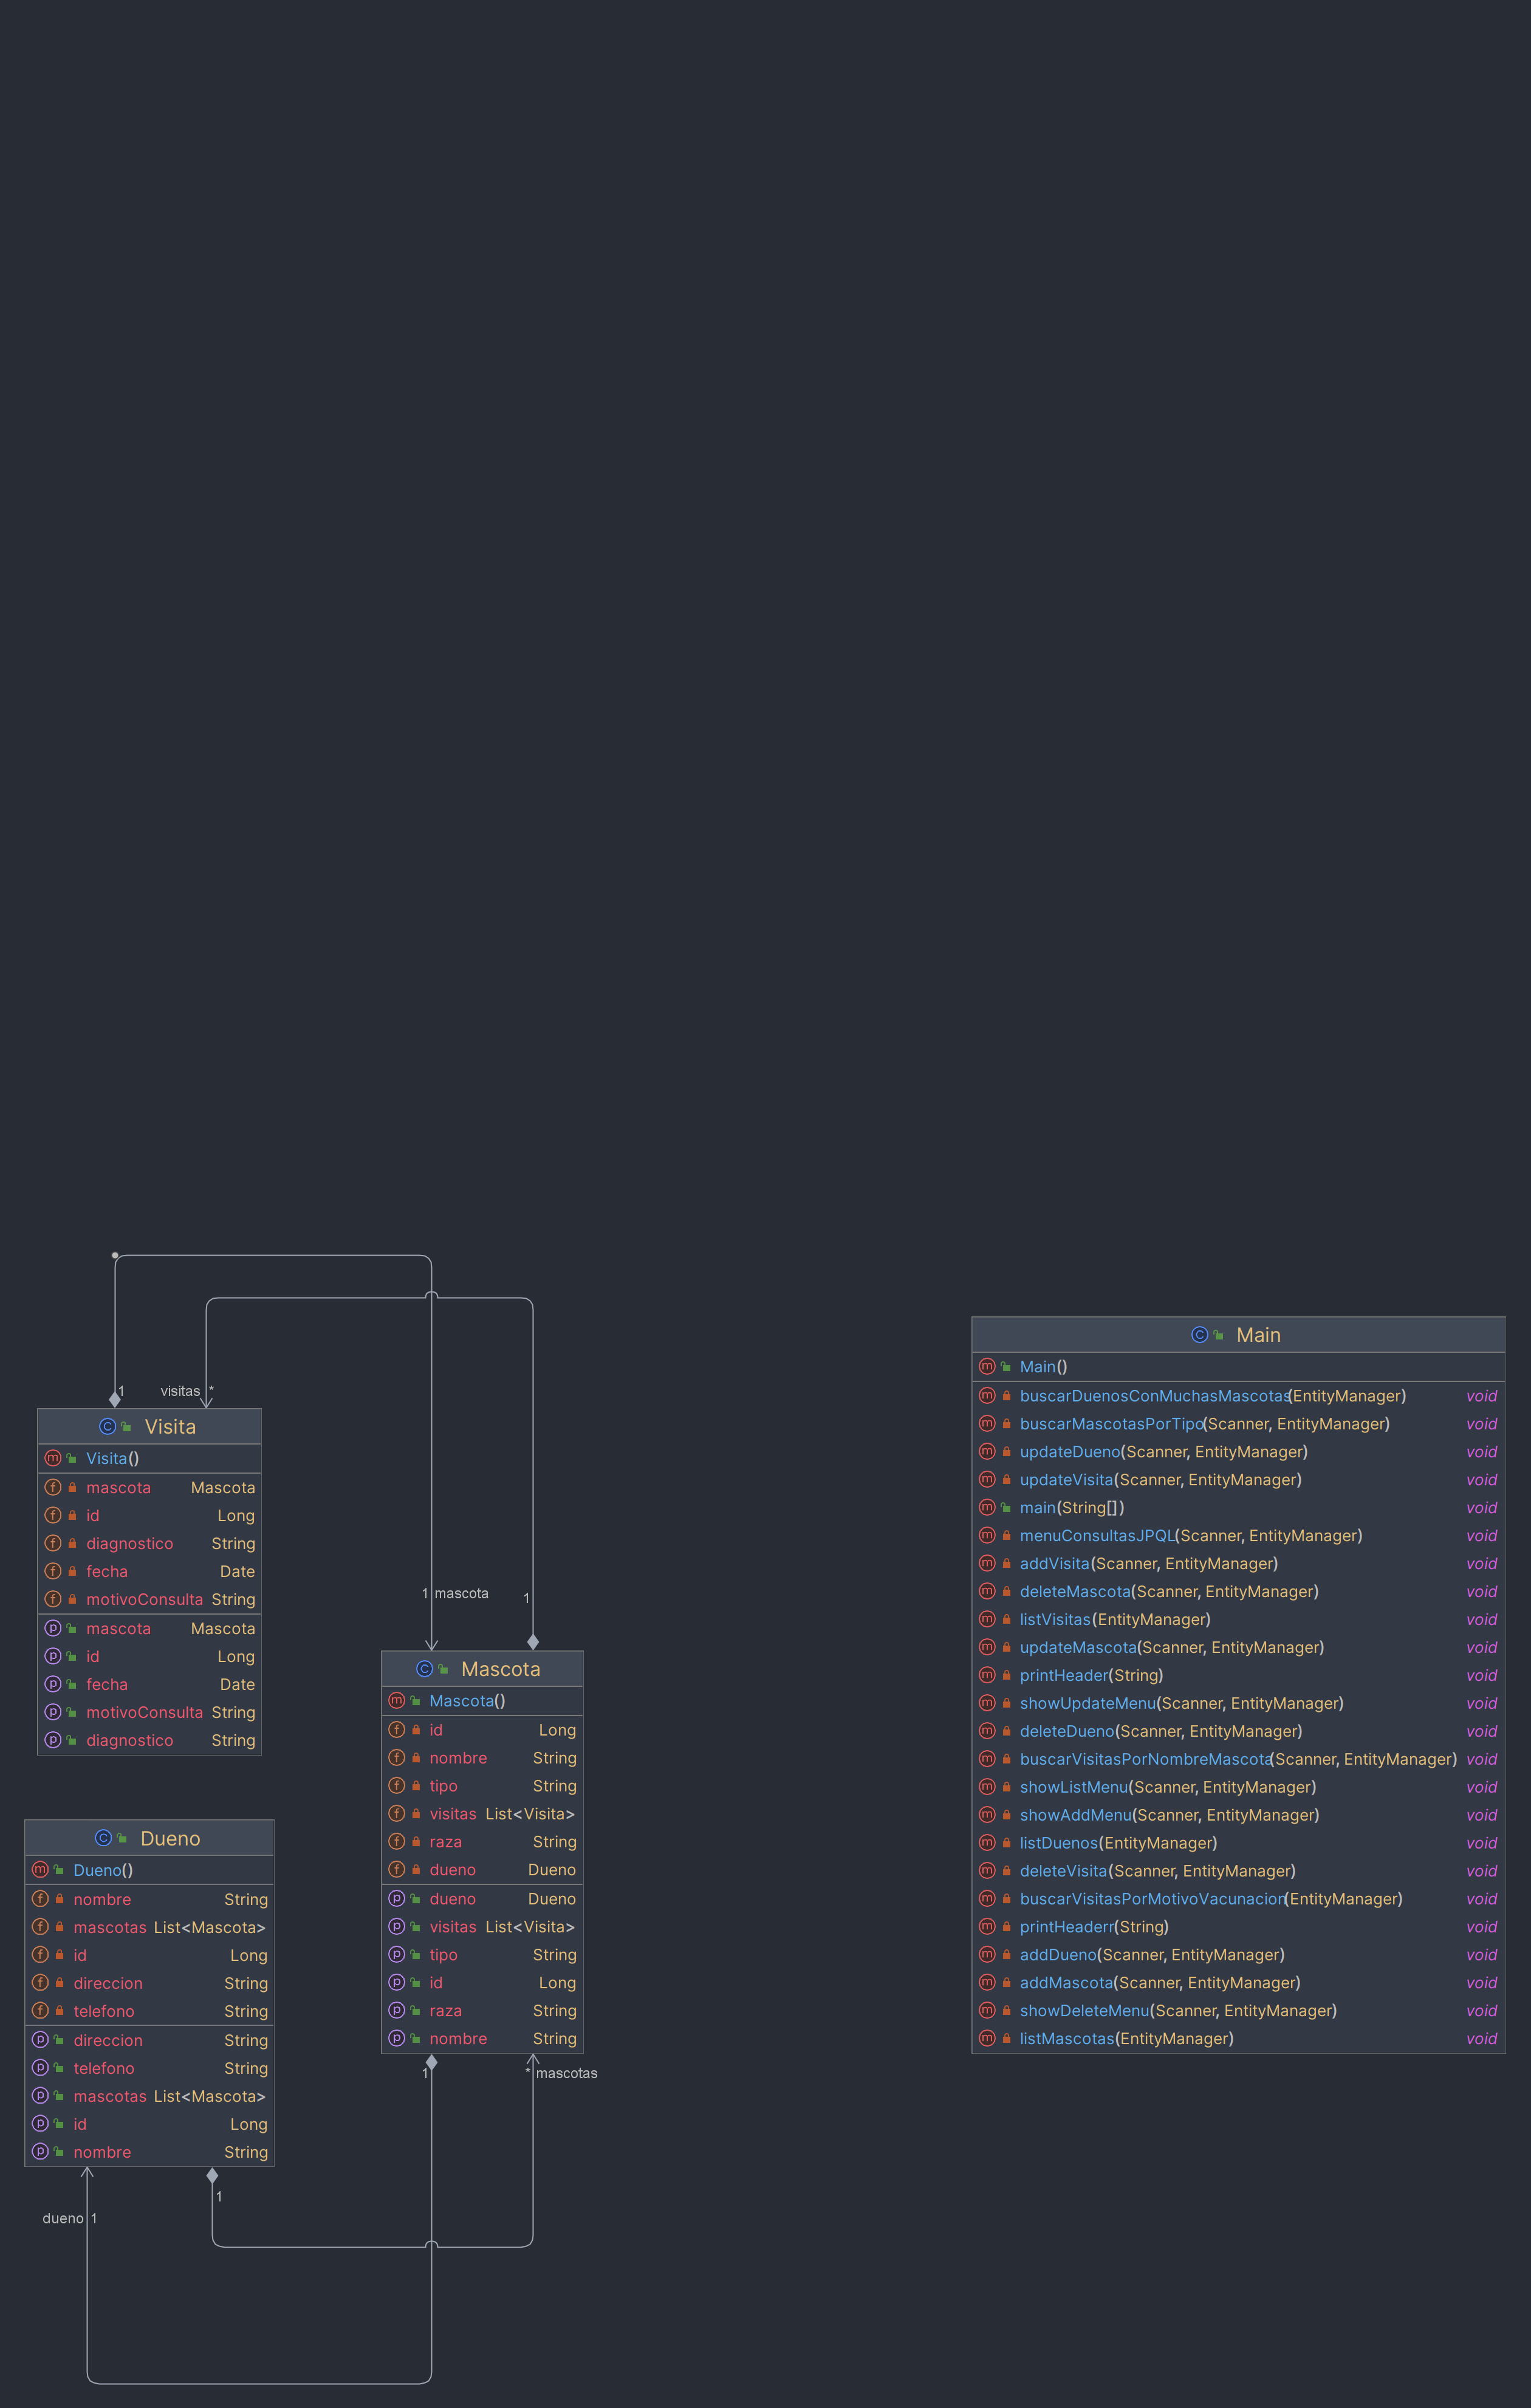 1
visitas *
Visita
Visita()
mascota Mascota
id Long
diagnostico String
fecha Date
motivoConsulta String
mascota Mascota
id Long
fecha Date
motivoConsulta String
diagnostico String
1 mascota
1
Mascota
Mascota()
id Long
nombre String
tipo String
visitas List<Visita>
raza String
dueno Dueno
dueno Dueno
visitas List<Visita>
tipo String
id Long
raza String
nombre String
1
* mascotas
Dueno
Dueno()
nombre String
mascotas List<Mascota>
id Long
direccion String
telefono String
direccion String
telefono String
mascotas List<Mascota>
id Long
nombre String
1
dueno 1
Main
Main()
buscarDuenosConMuchasMascotas(EntityManager) void
buscarMascotasPorTipo(Scanner, EntityManager) void
updateDueno(Scanner, EntityManager) void
updateVisita(Scanner, EntityManager) void
main(String[]) void
menuConsultasJPQL(Scanner, EntityManager) void
addVisita(Scanner, EntityManager) void
deleteMascota(Scanner, EntityManager) void
listVisitas(EntityManager) void
updateMascota(Scanner, EntityManager) void
printHeader(String) void
showUpdateMenu(Scanner, EntityManager) void
deleteDueno(Scanner, EntityManager) void
buscarVisitasPorNombreMascota(Scanner, EntityManager) void
showListMenu(Scanner, EntityManager) void
showAddMenu(Scanner, EntityManager) void
listDuenos(EntityManager) void
deleteVisita(Scanner, EntityManager) void
buscarVisitasPorMotivoVacunacion(EntityManager) void
printHeaderr(String) void
addDueno(Scanner, EntityManager) void
addMascota(Scanner, EntityManager) void
showDeleteMenu(Scanner, EntityManager) void
listMascotas(EntityManager) void